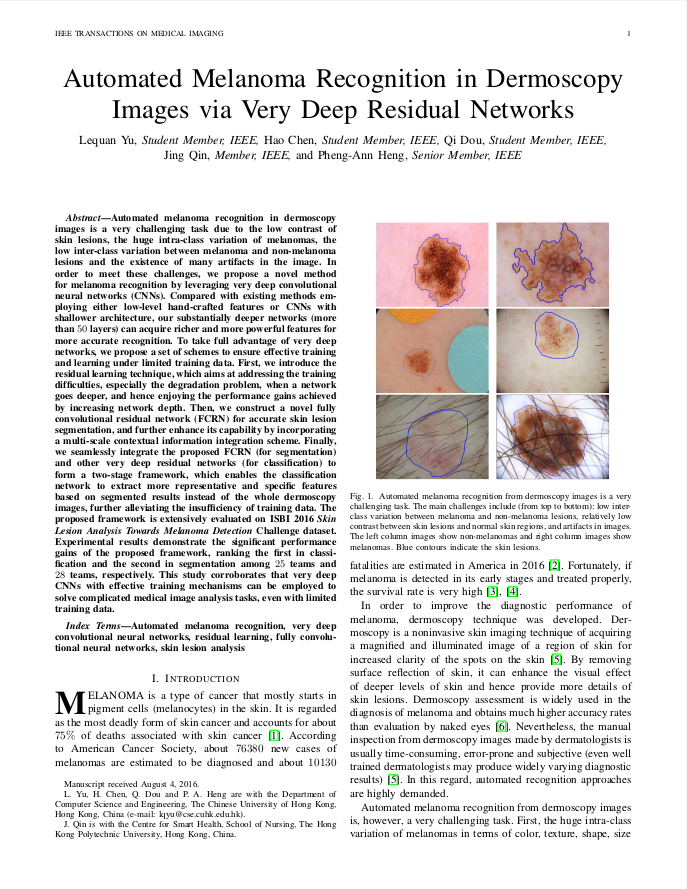 IEEE TRANSACTIONS ON MEDICAL IMAGING
1
Automated Melanoma Recognition in Dermoscopy
Images via Very Deep Residual Networks
Lequan Yu, Student Member, IEEE, Hao Chen, Student Member, IEEE, Qi Dou, Student Member, IEEE,
Jing Qin, Member, IEEE, and Pheng-Ann Heng, Senior Member, IEEE
Abstract—Automated melanoma recognition in dermoscopy
images is a very challenging task due to the low contrast of
skin lesions, the huge intra-class variation of melanomas, the
low inter-class variation between melanoma and non-melanoma
lesions and the existence of many artifacts in the image. In
order to meet these challenges, we propose a novel method
for melanoma recognition by leveraging very deep convolutional
neural networks (CNNs). Compared with existing methods em-
ploying either low-level hand-crafted features or CNNs with
shallower architecture, our substantially deeper networks (more
than 50 layers) can acquire richer and more powerful features for
more accurate recognition. To take full advantage of very deep
networks, we propose a set of schemes to ensure effective training
and learning under limited training data. First, we introduce the
residual learning technique, which aims at addressing the training
difficulties, especially the degradation problem, when a network
goes deeper, and hence enjoying the performance gains achieved
by increasing network depth. Then, we construct a novel fully
convolutional residual network (FCRN) for accurate skin lesion
segmentation, and further enhance its capability by incorporating
a multi-scale contextual information integration scheme. Finally,
we seamlessly integrate the proposed FCRN (for segmentation)
and other very deep residual networks (for classification) to
form a two-stage framework, which enables the classification
network to extract more representative and specific features
based on segmented results instead of the whole dermoscopy
images, further alleviating the insufficiency of training data. The
proposed framework is extensively evaluated on ISBI 2016 Skin
Lesion Analysis Towards Melanoma Detection Challenge dataset.
Experimental results demonstrate the significant performance
gains of the proposed framework, ranking the first in classi-
fication and the second in segmentation among 25 teams and
28 teams, respectively. This study corroborates that very deep
CNNs with effective training mechanisms can be employed to
solve complicated medical image analysis tasks, even with limited
training data.
Index Terms—Automated melanoma recognition, very deep
convolutional neural networks, residual learning, fully convolu-
tional neural networks, skin lesion analysis
I. INTRODUCTION
MELANOMA is a type of cancer that mostly starts in
pigment cells (melanocytes) in the skin. It is regarded
as the most deadly form of skin cancer and accounts for about
75% of deaths associated with skin cancer [1]. According
to American Cancer Society, about 76380 new cases of
melanomas are estimated to be diagnosed and about 10130
Manuscript received August 4, 2016.
L. Yu, H. Chen, Q. Dou and P. A. Heng are with the Department of
Computer Science and Engineering, The Chinese University of Hong Kong,
Hong Kong, China (e-mail: lqyu@cse.cuhk.edu.hk).
J. Qin is with the Centre for Smart Health, School of Nursing, The Hong
Kong Polytechnic University, Hong Kong, China.
Fig. 1. Automated melanoma recognition from dermoscopy images is a very
challenging task. The main challenges include (from top to bottom): low inter-
class variation between melanoma and non-melanoma lesions, relatively low
contrast between skin lesions and normal skin regions, and artifacts in images.
The left column images show non-melanomas and right column images show
melanomas. Blue contours indicate the skin lesions.
fatalities are estimated in America in 2016 [2]. Fortunately, if
melanoma is detected in its early stages and treated properly,
the survival rate is very high [3], [4].
In order to improve the diagnostic performance of
melanoma, dermoscopy technique was developed. Der-
moscopy is a noninvasive skin imaging technique of acquiring
a magnified and illuminated image of a region of skin for
increased clarity of the spots on the skin [5]. By removing
surface reflection of skin, it can enhance the visual effect
of deeper levels of skin and hence provide more details of
skin lesions. Dermoscopy assessment is widely used in the
diagnosis of melanoma and obtains much higher accuracy rates
than evaluation by naked eyes [6]. Nevertheless, the manual
inspection from dermoscopy images made by dermatologists is
usually time-consuming, error-prone and subjective (even well
trained dermatologists may produce widely varying diagnostic
results) [5]. In this regard, automated recognition approaches
are highly demanded.
Automated melanoma recognition from dermoscopy images
is, however, a very challenging task. First, the huge intra-class
variation of melanomas in terms of color, texture, shape, size